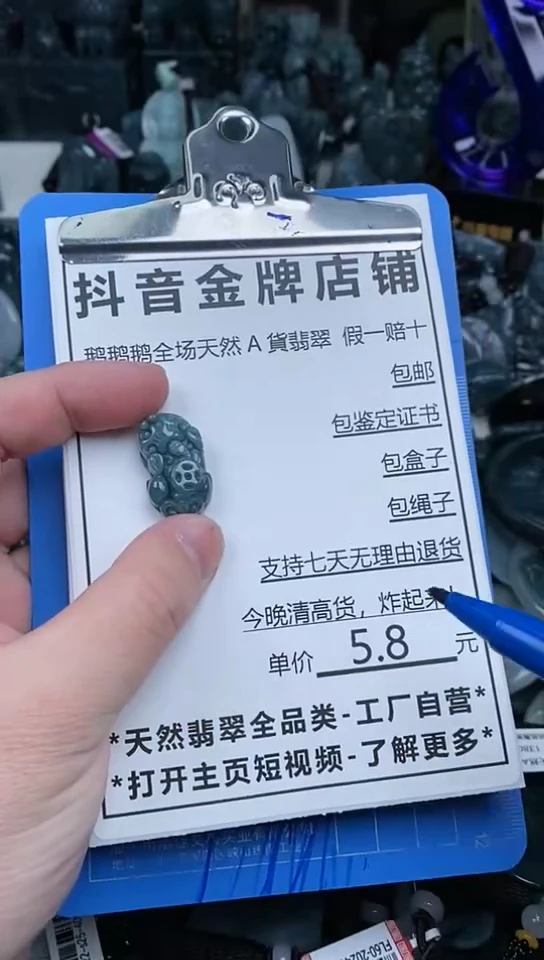 抖音金牌店铺
鹅鹅鹅全场天然A貨翡翠 假一赔十
包邮
包鉴定证书
包盒子
包绳子
支持七天无理由退货
今晚清高货，炸起来！
单价 5.8 元
*天然翡翠全品类-工厂自营*
*打开主页短视频-了解更多*
12
FL60-202